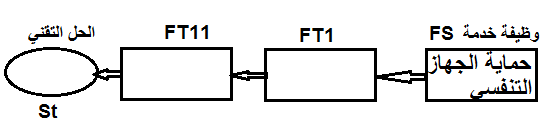 وظيفة خدمة FS
FT1
FT11
الحل التقني
حماية الجهاز
التنفسي
St